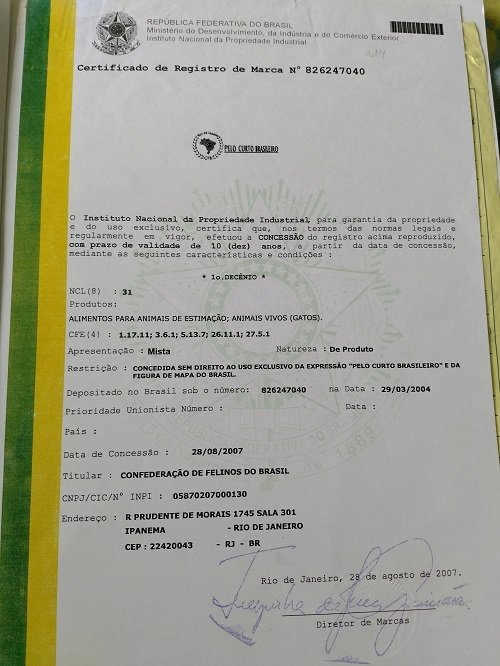 REPÚBLICA FEDERATIVA DO BRASIL
Ministério do Desenvolvimento, da Indústria e do Comércio Exterior
Instituto Nacional da Propriedade Industrial
Certificado de Registro de Marca N° 826247040
PELO CURTO BRASILEIRO
O Instituto Nacional da Propriedade Industrial, para garantia da propriedade
e do uso exclusivo, certifica que, nos termos das normas legais e
regularmente em vigor, efetuou a CONCESSÃO do registro acima reproduzido,
com prazo de validade de 10 (dez) anos, a partir da data de concessão,
mediante as seguintes características e condições :
* 1o.DECÊNIO *
NCL(8) : 31
Produtos:
ALIMENTOS PARA ANIMAIS DE ESTIMAÇÃO; ANIMAIS VIVOS (GATOS).
CFE(4) : 1.17.11; 3.6.1; 5.13.7; 26.11.1; 27.5.1
Apresentação : Mista Natureza : De Produto
Restrição : CONCEDIDA SEM DIREITO AO USO EXCLUSIVO DA EXPRESSÃO "PELO CURTO BRASILEIRO" E DA
FIGURA DE MAPA DO BRASIL.
Depositado no Brasil sob o número: 826247040 na Data : 29/03/2004
Prioridade Unionista Número : Data :
País :
Data de Concessão : 28/08/2007
Titular : CONFEDERAÇÃO DE FELINOS DO BRASIL
CNPJ/CIC/N° INPI : 05870207000130
Endereço : R PRUDENTE DE MORAIS 1745 SALA 301
IPANEMA - RIO DE JANEIRO
CEP : 22420043 - RJ - BR
Rio de Janeiro, 28 de agosto de 2007.
Diretor de Marcas